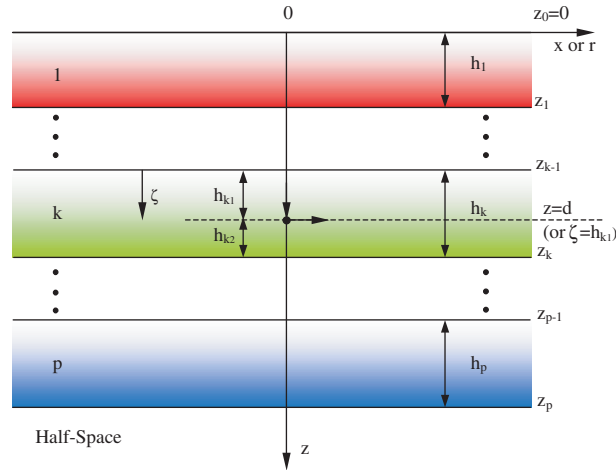 0
z₀=0
x or r
1
h₁
z₁
zₖ₋₁
ζ
hₖ₁
k
hₖ
z=d
(or ζ=hₖ₁)
hₖ₂
zₖ
zₚ₋₁
p
hₚ
zₚ
Half-Space
z